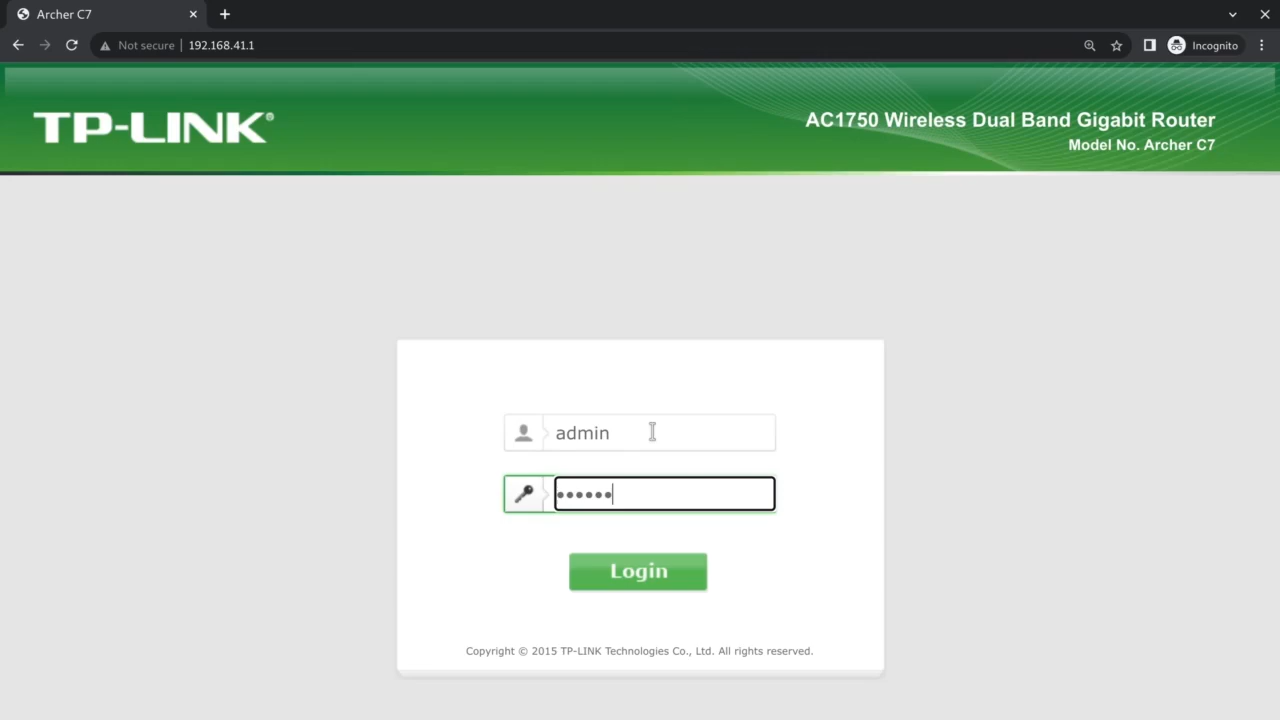 Archer C7
Not secure | 192.168.41.1
Incognito
TP-LINK®
AC1750 Wireless Dual Band Gigabit Router
Model No. Archer C7
admin
••••••
Login
Copyright © 2015 TP-LINK Technologies Co., Ltd. All rights reserved.